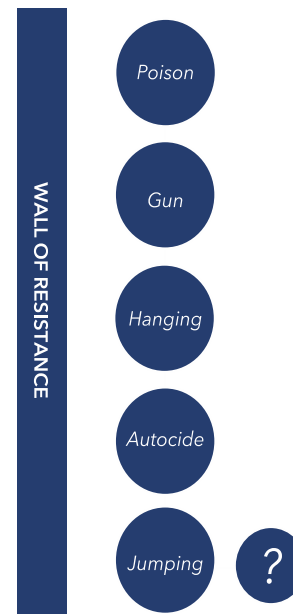 WALL OF RESISTANCE
Poison
Gun
Hanging
Autocide
Jumping
?